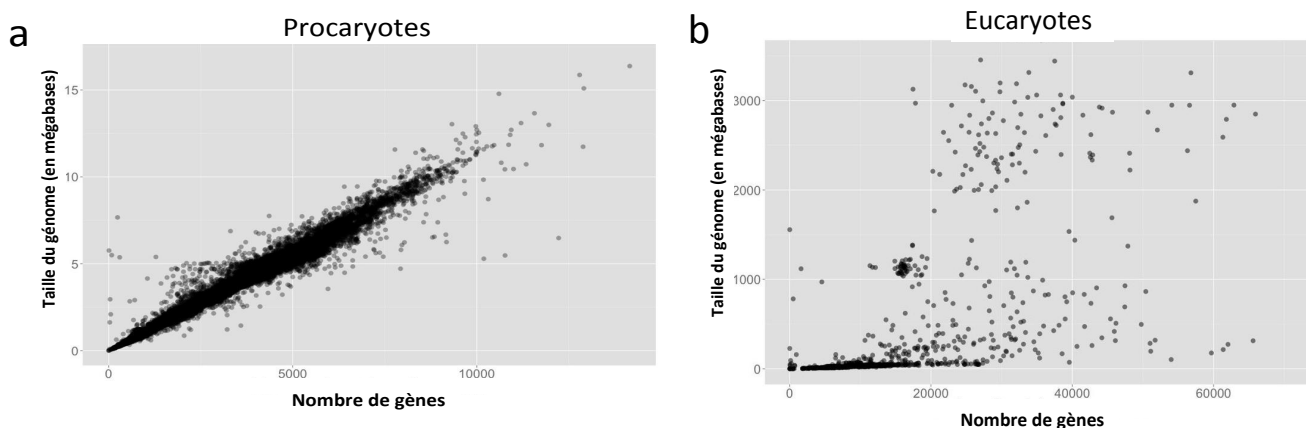 a
Procaryotes
Taille du génome (en mégabases)
15
10
5
0
0 5000 10000
Nombre de gènes
b
Eucaryotes
Taille du génome (en mégabases)
3000
2000
1000
0
0 20000 40000 60000
Nombre de gènes